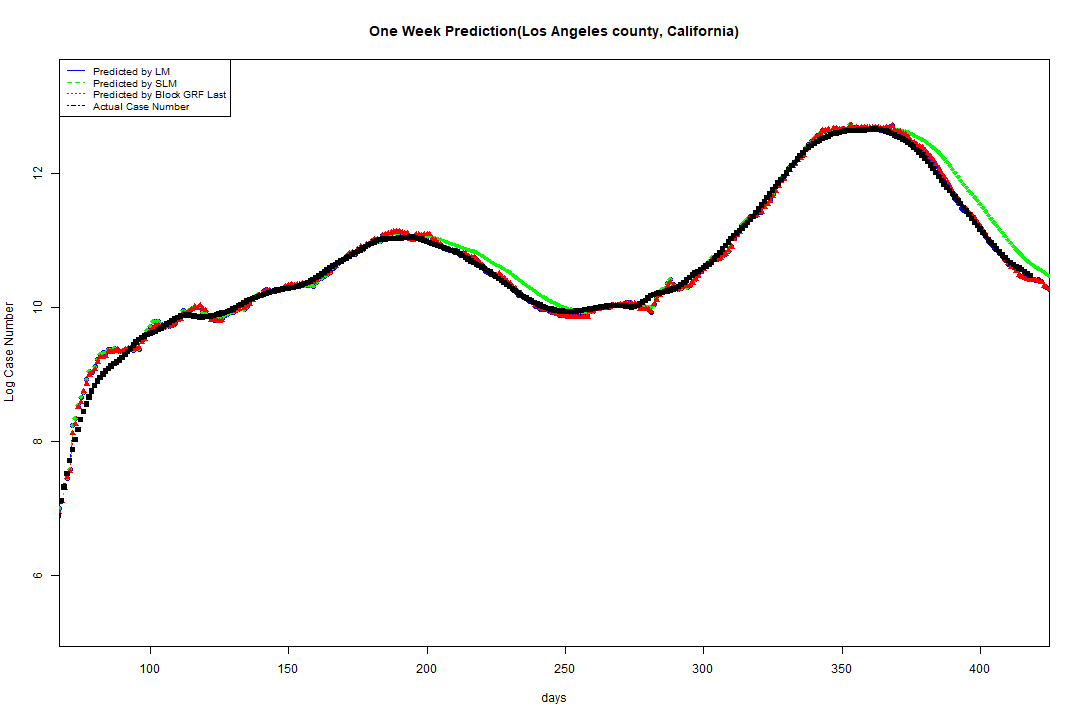 One Week Prediction(Los Angeles county, California)
Predicted by LM
Predicted by SLM
Predicted by Block GRF Last
Actual Case Number
12
10
8
6
Log Case Number
100 150 200 250 300 350 400
days